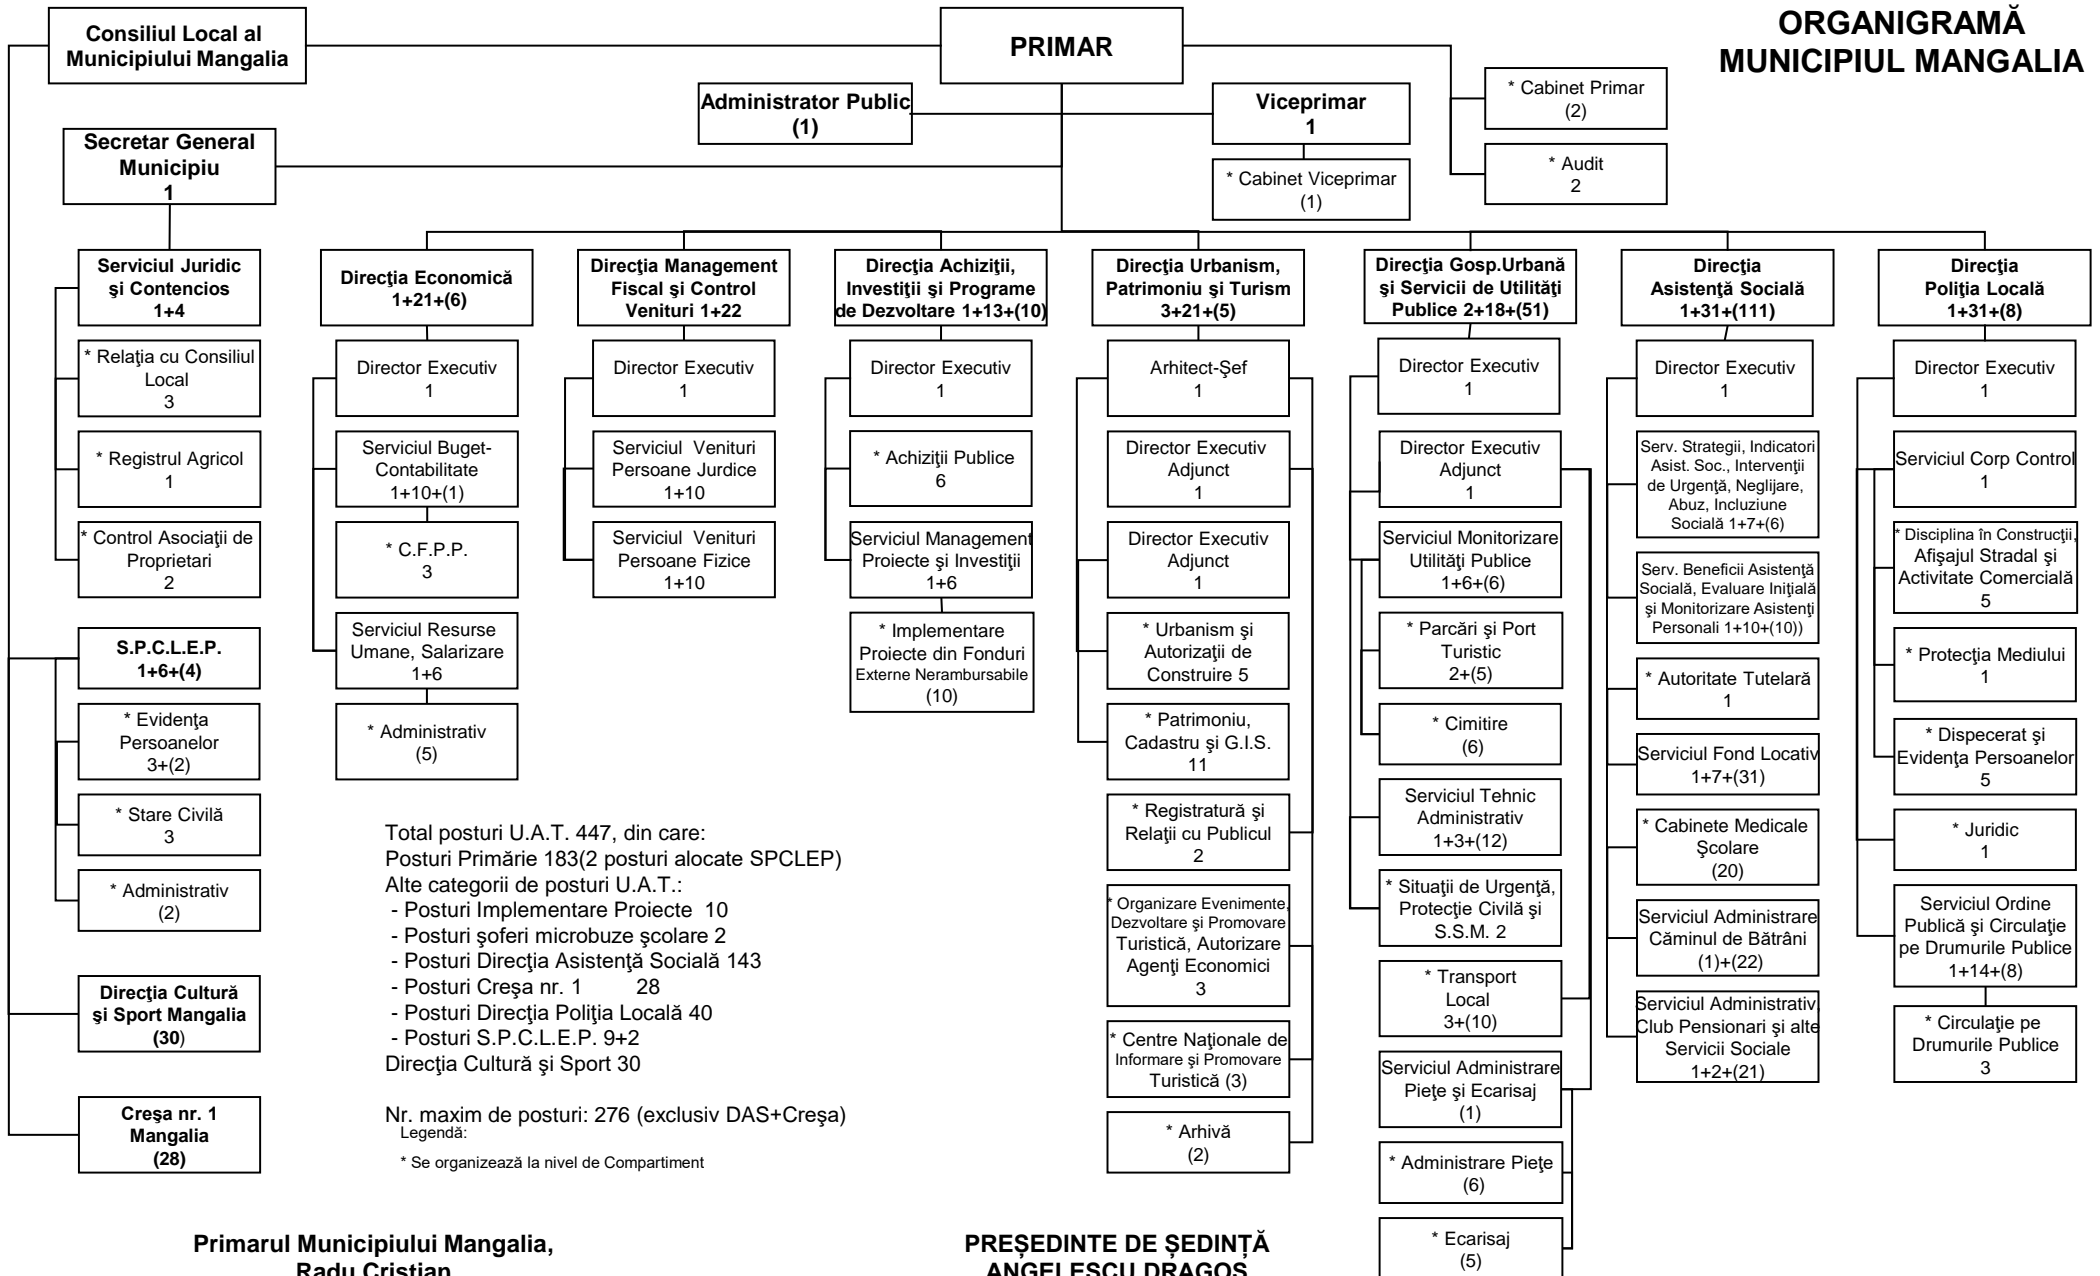 ORGANIGRAMĂ
MUNICIPIUL MANGALIA
Consiliul Local al
Municipiului Mangalia
PRIMAR
Administrator Public
(1)
Viceprimar
1
* Cabinet Viceprimar
(1)
* Cabinet Primar
(2)
* Audit
2
Secretar General
Municipiu
1
Serviciul Juridic
şi Contencios
1+4
* Relaţia cu Consiliul
Local
3
* Registrul Agricol
1
* Control Asociaţii de
Proprietari
2
S.P.C.L.E.P.
1+6+(4)
* Evidenţa
Persoanelor
3+(2)
* Stare Civilă
3
* Administrativ
(2)
Direcţia Cultură
şi Sport Mangalia
(30)
Creşa nr. 1
Mangalia
(28)
Direcţia Economică
1+21+(6)
Director Executiv
1
Serviciul Buget-
Contabilitate
1+10+(1)
* C.F.P.P.
3
Serviciul Resurse
Umane, Salarizare
1+6
* Administrativ
(5)
Direcţia Management
Fiscal şi Control
Venituri 1+22
Director Executiv
1
Serviciul Venituri
Persoane Jurdice
1+10
Serviciul Venituri
Persoane Fizice
1+10
Direcţia Achiziţii,
Investiţii şi Programe
de Dezvoltare 1+13+(10)
Director Executiv
1
* Achiziţii Publice
6
Serviciul Management
Proiecte şi Investiţii
1+6
* Implementare
Proiecte din Fonduri
Externe Nerambursabile
(10)
Direcţia Urbanism,
Patrimoniu şi Turism
3+21+(5)
Arhitect-Şef
1
Director Executiv
Adjunct
1
Director Executiv
Adjunct
1
* Urbanism şi
Autorizaţii de
Construire 5
* Patrimoniu,
Cadastru şi G.I.S.
11
* Registratură şi
Relaţii cu Publicul
2
* Organizare Evenimente,
Dezvoltare şi Promovare
Turistică, Autorizare
Agenţi Economici
3
* Centre Naţionale de
Informare şi Promovare
Turistică (3)
* Arhivă
(2)
Direcţia Gosp.Urbană
şi Servicii de Utilităţi
Publice 2+18+(51)
Director Executiv
1
Director Executiv
Adjunct
1
Serviciul Monitorizare
Utilităţi Publice
1+6+(6)
* Parcări şi Port
Turistic
2+(5)
* Cimitire
(6)
Serviciul Tehnic
Administrativ
1+3+(12)
* Situaţii de Urgenţă,
Protecţie Civilă şi
S.S.M. 2
* Transport
Local
3+(10)
Serviciul Administrare
Pieţe şi Ecarisaj
(1)
* Administrare Pieţe
(6)
* Ecarisaj
(5)
Direcţia
Asistenţă Socială
1+31+(111)
Director Executiv
1
Serv. Strategii, Indicatori
Asist. Soc., Intervenţii
de Urgenţă, Neglijare,
Abuz, Incluziune
Socială 1+7+(6)
Serv. Beneficii Asistenţă
Socială, Evaluare Iniţială
şi Monitorizare Asistenţi
Personali 1+10+(10))
* Autoritate Tutelară
1
Serviciul Fond Locativ
1+7+(31)
* Cabinete Medicale
Şcolare
(20)
Serviciul Administrare
Căminul de Bătrâni
(1)+(22)
Serviciul Administrativ,
Club Pensionari şi alte
Servicii Sociale
1+2+(21)
Direcţia
Poliţia Locală
1+31+(8)
Director Executiv
1
Serviciul Corp Control
1
* Disciplina în Construcţii,
Afişajul Stradal şi
Activitate Comercială
5
* Protecţia Mediului
1
* Dispecerat şi
Evidenţa Persoanelor
5
* Juridic
1
Serviciul Ordine
Publică şi Circulaţie
pe Drumurile Publice
1+14+(8)
* Circulaţie pe
Drumurile Publice
3
Total posturi U.A.T. 447, din care:
Posturi Primărie 183(2 posturi alocate SPCLEP)
Alte categorii de posturi U.A.T.:
- Posturi Implementare Proiecte 10
- Posturi şoferi microbuze şcolare 2
- Posturi Direcţia Asistenţă Socială 143
- Posturi Creşa nr. 1 28
- Posturi Direcţia Poliţia Locală 40
- Posturi S.P.C.L.E.P. 9+2
Direcţia Cultură şi Sport 30
Nr. maxim de posturi: 276 (exclusiv DAS+Creşa)
Legendă:
* Se organizează la nivel de Compartiment
Primarul Municipiului Mangalia,
Radu Cristian
PREȘEDINTE DE ȘEDINȚĂ
ANGELESCU DRAGOȘ